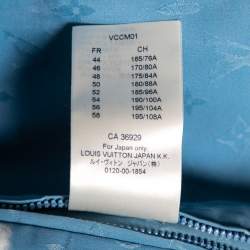 VCCM01
FR CH
44 165/76A
46 170/80A
48 175/84A
50 180/88A
52 185/96A
54 190/100A
56 195/104A
58 195/108A
CA 36929
For Japan only:
LOUIS VUITTON JAPAN K.K.
ルイ・ヴィトン ジャパン(株)
0120-00-1854